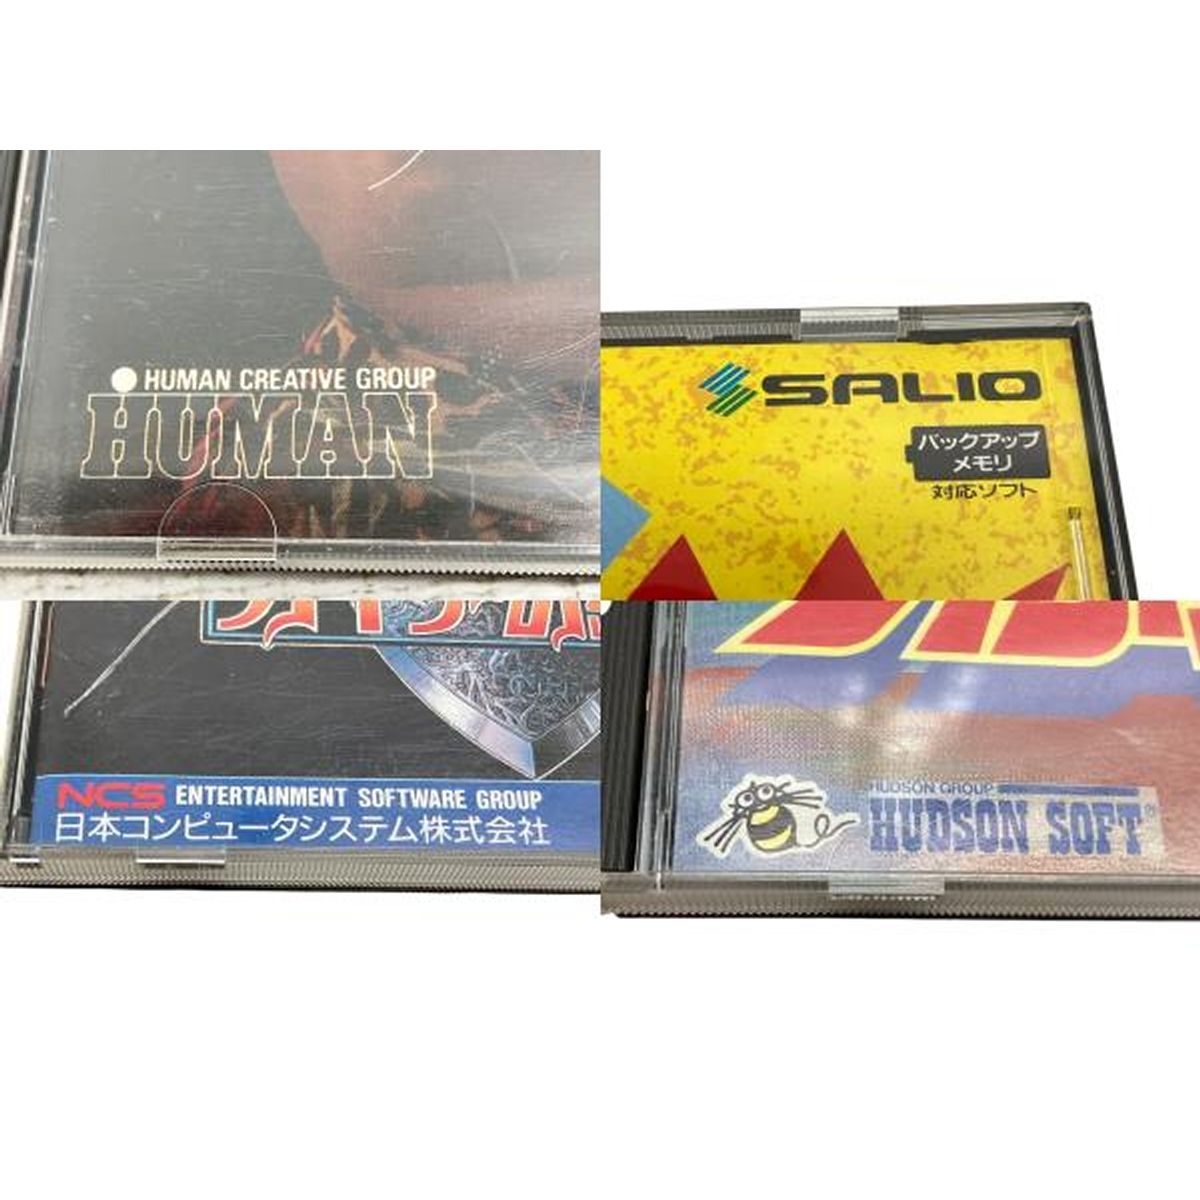 HUMAN CREATIVE GROUP
HUMAN
SALIO
バックアップ
メモリ
対応ソフト
NCS ENTERTAINMENT SOFTWARE GROUP
日本コンピュータシステム株式会社
HUDSON GROUP
HUDSON SOFT